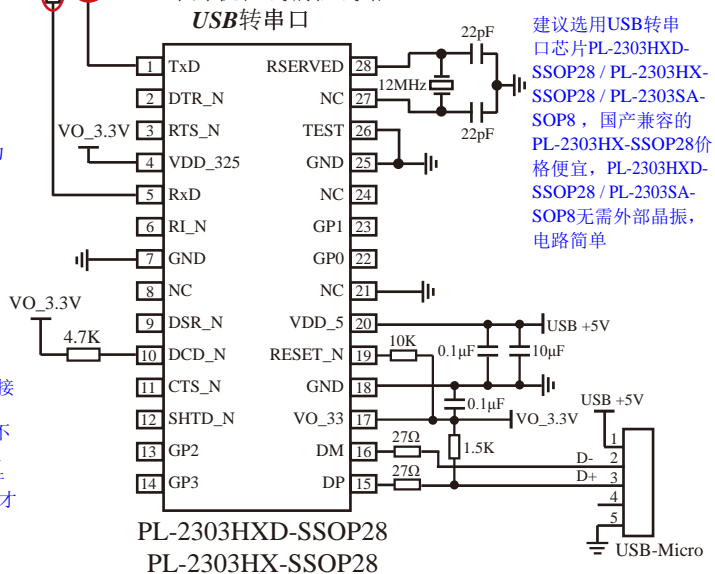 USB转串口
建议选用USB转串
口芯片PL-2303HXD-
SSOP28 / PL-2303HX-
SSOP28 / PL-2303SA-
SOP8 ，国产兼容的
PL-2303HX-SSOP28价
格便宜，PL-2303HXD-
SSOP28 / PL-2303SA-
SOP8无需外部晶振，
电路简单
1 TxD
2 DTR_N
3 RTS_N
4 VDD_325
5 RxD
6 RI_N
7 GND
8 NC
9 DSR_N
10 DCD_N
11 CTS_N
12 SHTD_N
13 GP2
14 GP3
RSERVED 28
NC 27
TEST 26
GND 25
NC 24
GP1 23
GP0 22
NC 21
VDD_5 20
RESET_N 19
GND 18
VO_33 17
DM 16
DP 15
VO_3.3V
VO_3.3V
4.7K
22pF
12MHz
22pF
USB +5V
10K
0.1μF
10μF
0.1μF
VO_3.3V
27Ω
1.5K
27Ω
USB +5V
1
D- 2
D+ 3
4
5
USB-Micro
接
不
才
PL-2303HXD-SSOP28
PL-2303HX-SSOP28